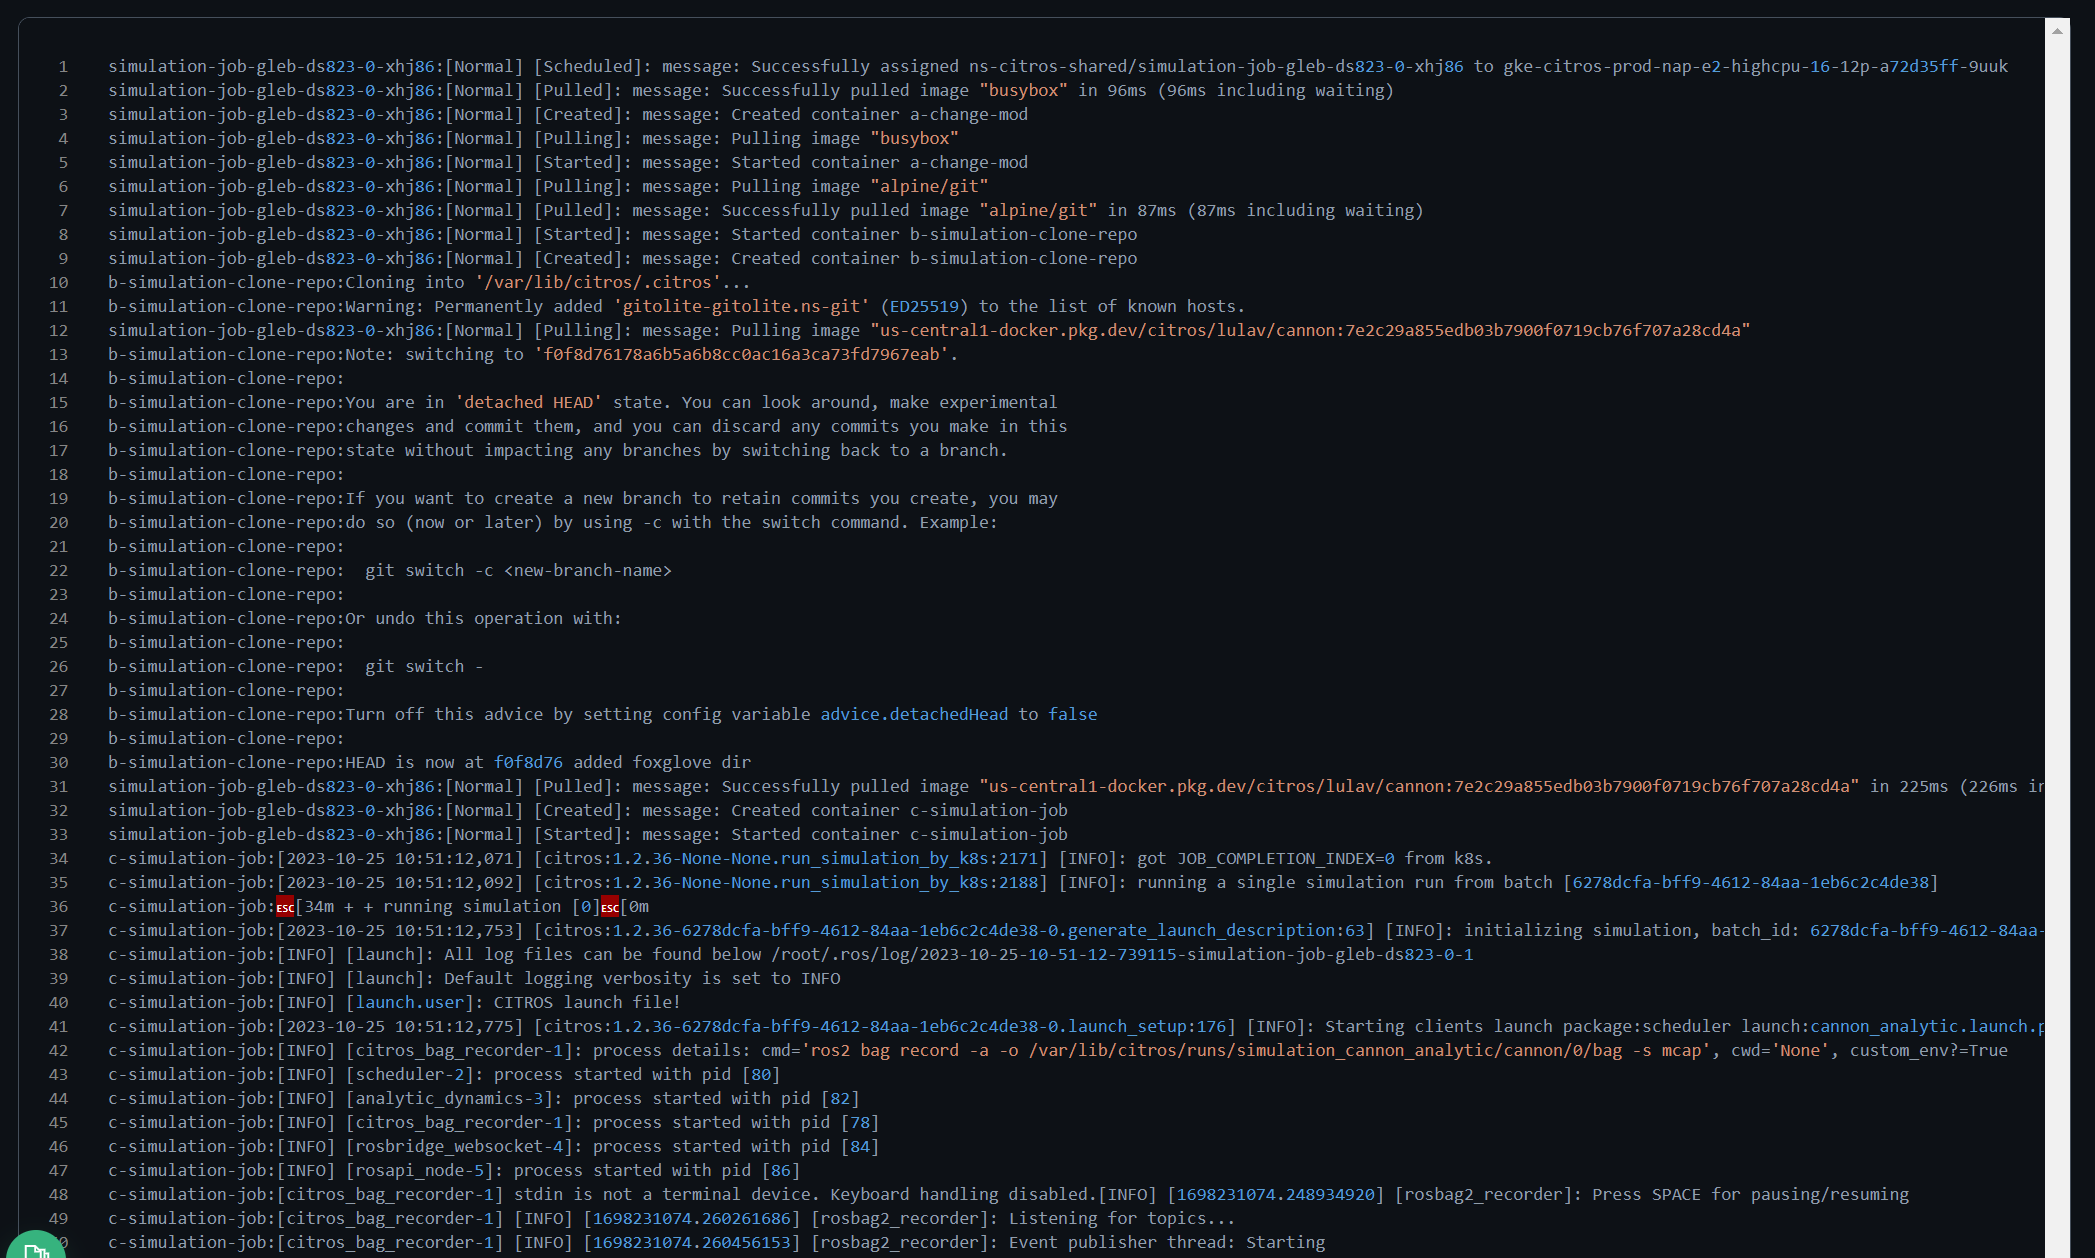 1 simulation-job-gleb-ds823-0-xhj86:[Normal] [Scheduled]: message: Successfully assigned ns-citros-shared/simulation-job-gleb-ds823-0-xhj86 to gke-citros-prod-nap-e2-highcpu-16-12p-a72d35ff-9uuk
2 simulation-job-gleb-ds823-0-xhj86:[Normal] [Pulled]: message: Successfully pulled image "busybox" in 96ms (96ms including waiting)
3 simulation-job-gleb-ds823-0-xhj86:[Normal] [Created]: message: Created container a-change-mod
4 simulation-job-gleb-ds823-0-xhj86:[Normal] [Pulling]: message: Pulling image "busybox"
5 simulation-job-gleb-ds823-0-xhj86:[Normal] [Started]: message: Started container a-change-mod
6 simulation-job-gleb-ds823-0-xhj86:[Normal] [Pulling]: message: Pulling image "alpine/git"
7 simulation-job-gleb-ds823-0-xhj86:[Normal] [Pulled]: message: Successfully pulled image "alpine/git" in 87ms (87ms including waiting)
8 simulation-job-gleb-ds823-0-xhj86:[Normal] [Started]: message: Started container b-simulation-clone-repo
9 simulation-job-gleb-ds823-0-xhj86:[Normal] [Created]: message: Created container b-simulation-clone-repo
10 b-simulation-clone-repo:Cloning into '/var/lib/citros/.citros'...
11 b-simulation-clone-repo:Warning: Permanently added 'gitolite-gitolite.ns-git' (ED25519) to the list of known hosts.
12 simulation-job-gleb-ds823-0-xhj86:[Normal] [Pulling]: message: Pulling image "us-central1-docker.pkg.dev/citros/lulav/cannon:7e2c29a855edb03b7900f0719cb76f707a28cd4a"
13 b-simulation-clone-repo:Note: switching to 'f0f8d76178a6b5a6b8cc0ac16a3ca73fd7967eab'.
14 b-simulation-clone-repo:
15 b-simulation-clone-repo:You are in 'detached HEAD' state. You can look around, make experimental
16 b-simulation-clone-repo:changes and commit them, and you can discard any commits you make in this
17 b-simulation-clone-repo:state without impacting any branches by switching back to a branch.
18 b-simulation-clone-repo:
19 b-simulation-clone-repo:If you want to create a new branch to retain commits you create, you may
20 b-simulation-clone-repo:do so (now or later) by using -c with the switch command. Example:
21 b-simulation-clone-repo:
22 b-simulation-clone-repo:  git switch -c <new-branch-name>
23 b-simulation-clone-repo:
24 b-simulation-clone-repo:Or undo this operation with:
25 b-simulation-clone-repo:
26 b-simulation-clone-repo:  git switch -
27 b-simulation-clone-repo:
28 b-simulation-clone-repo:Turn off this advice by setting config variable advice.detachedHead to false
29 b-simulation-clone-repo:
30 b-simulation-clone-repo:HEAD is now at f0f8d76 added foxglove dir
31 simulation-job-gleb-ds823-0-xhj86:[Normal] [Pulled]: message: Successfully pulled image "us-central1-docker.pkg.dev/citros/lulav/cannon:7e2c29a855edb03b7900f0719cb76f707a28cd4a" in 225ms (226ms in
32 simulation-job-gleb-ds823-0-xhj86:[Normal] [Created]: message: Created container c-simulation-job
33 simulation-job-gleb-ds823-0-xhj86:[Normal] [Started]: message: Started container c-simulation-job
34 c-simulation-job:[2023-10-25 10:51:12,071] [citros:1.2.36-None-None.run_simulation_by_k8s:2171] [INFO]: got JOB_COMPLETION_INDEX=0 from k8s.
35 c-simulation-job:[2023-10-25 10:51:12,092] [citros:1.2.36-None-None.run_simulation_by_k8s:2188] [INFO]: running a single simulation run from batch [6278dcfa-bff9-4612-84aa-1eb6c2c4de38]
36 c-simulation-job:ESC[34m + + running simulation [0]ESC[0m
37 c-simulation-job:[2023-10-25 10:51:12,753] [citros:1.2.36-6278dcfa-bff9-4612-84aa-1eb6c2c4de38-0.generate_launch_description:63] [INFO]: initializing simulation, batch_id: 6278dcfa-bff9-4612-84aa-
38 c-simulation-job:[INFO] [launch]: All log files can be found below /root/.ros/log/2023-10-25-10-51-12-739115-simulation-job-gleb-ds823-0-1
39 c-simulation-job:[INFO] [launch]: Default logging verbosity is set to INFO
40 c-simulation-job:[INFO] [launch.user]: CITROS launch file!
41 c-simulation-job:[2023-10-25 10:51:12,775] [citros:1.2.36-6278dcfa-bff9-4612-84aa-1eb6c2c4de38-0.launch_setup:176] [INFO]: Starting clients launch package:scheduler launch:cannon_analytic.launch.p
42 c-simulation-job:[INFO] [citros_bag_recorder-1]: process details: cmd='ros2 bag record -a -o /var/lib/citros/runs/simulation_cannon_analytic/cannon/0/bag -s mcap', cwd='None', custom_env?=True
43 c-simulation-job:[INFO] [scheduler-2]: process started with pid [80]
44 c-simulation-job:[INFO] [analytic_dynamics-3]: process started with pid [82]
45 c-simulation-job:[INFO] [citros_bag_recorder-1]: process started with pid [78]
46 c-simulation-job:[INFO] [rosbridge_websocket-4]: process started with pid [84]
47 c-simulation-job:[INFO] [rosapi_node-5]: process started with pid [86]
48 c-simulation-job:[citros_bag_recorder-1] stdin is not a terminal device. Keyboard handling disabled.[INFO] [1698231074.248934920] [rosbag2_recorder]: Press SPACE for pausing/resuming
49 c-simulation-job:[citros_bag_recorder-1] [INFO] [1698231074.260261686] [rosbag2_recorder]: Listening for topics...
0 c-simulation-job:[citros_bag_recorder-1] [INFO] [1698231074.260456153] [rosbag2_recorder]: Event publisher thread: Starting